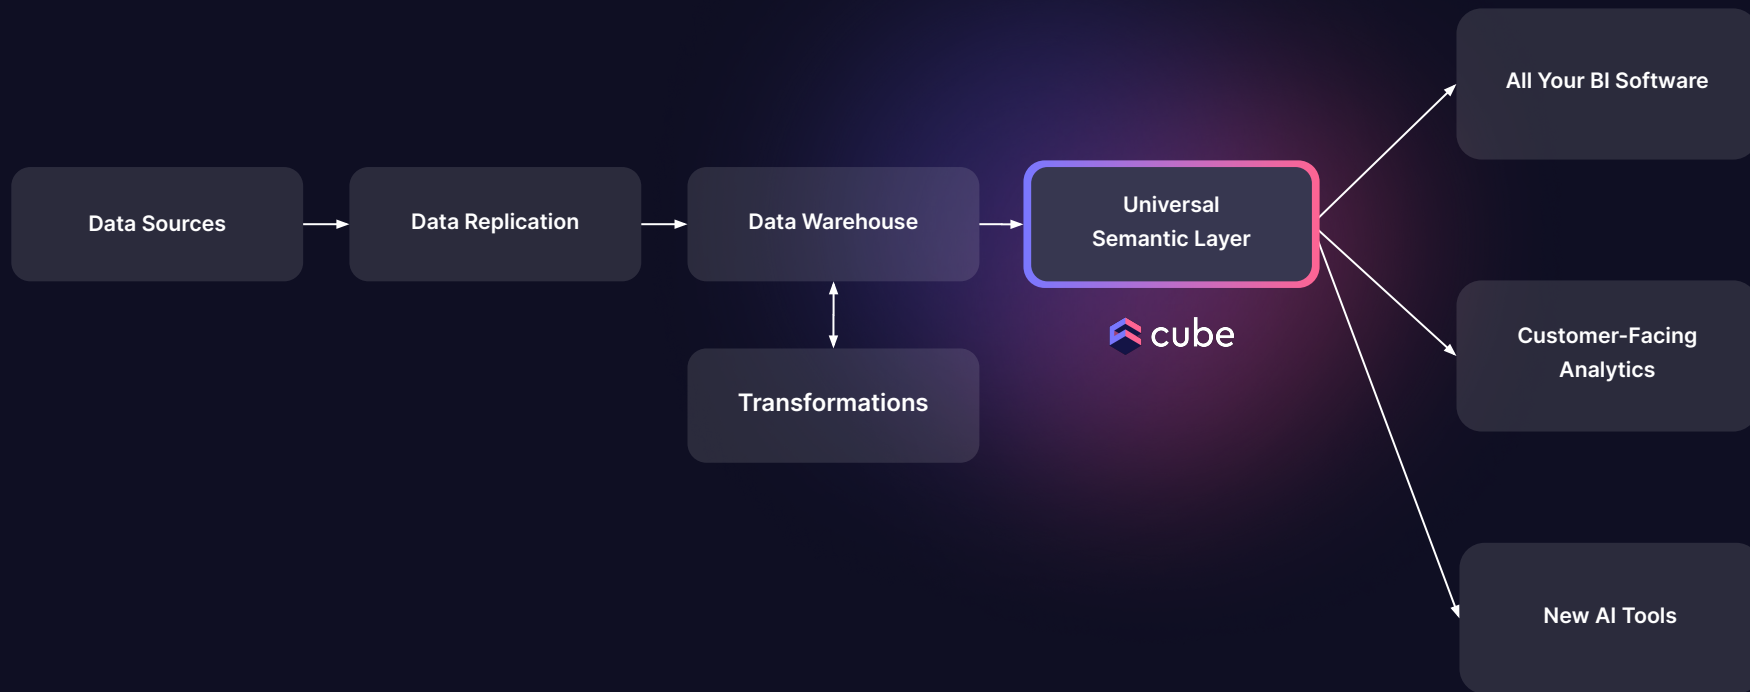 Data Sources
Data Replication
Data Warehouse
Transformations
Universal
Semantic Layer
cube
All Your BI Software
Customer-Facing
Analytics
New AI Tools